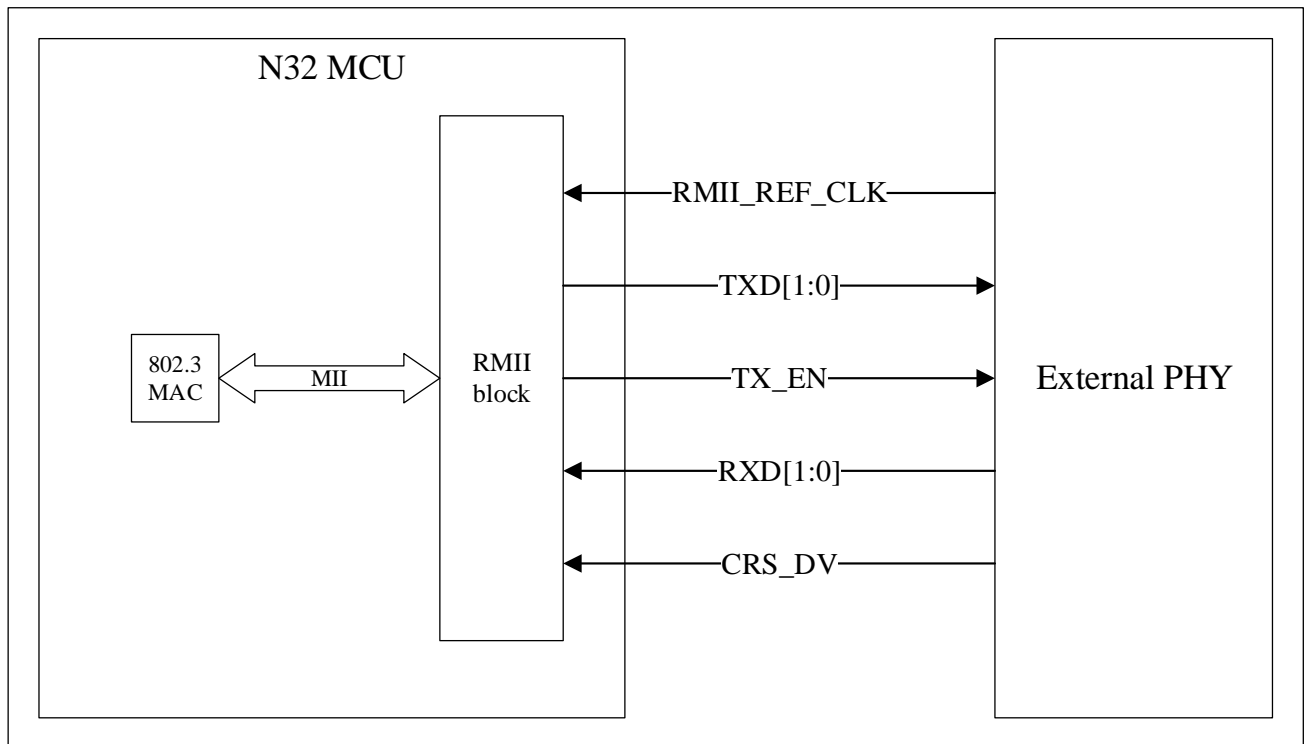 N32 MCU
802.3
MAC
MII
RMII
block
RMII_REF_CLK
TXD[1:0]
TX_EN
RXD[1:0]
CRS_DV
External PHY